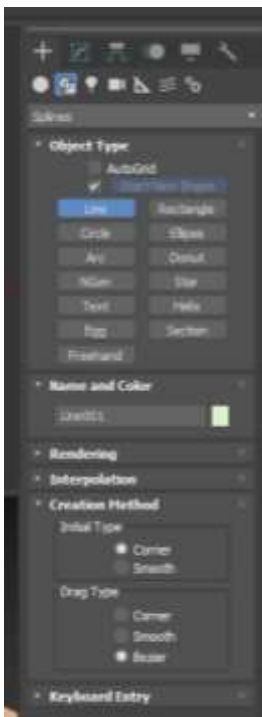 Splines
Object Type
AutoGrid
Start New Shape
Line Rectangle
Circle Ellipse
Arc Donut
NGon Star
Text Helix
Egg Section
Freehand
Name and Color
Line001
Rendering
Interpolation
Creation Method
Initial Type
Corner
Smooth
Drag Type
Corner
Smooth
Bezier
Keyboard Entry